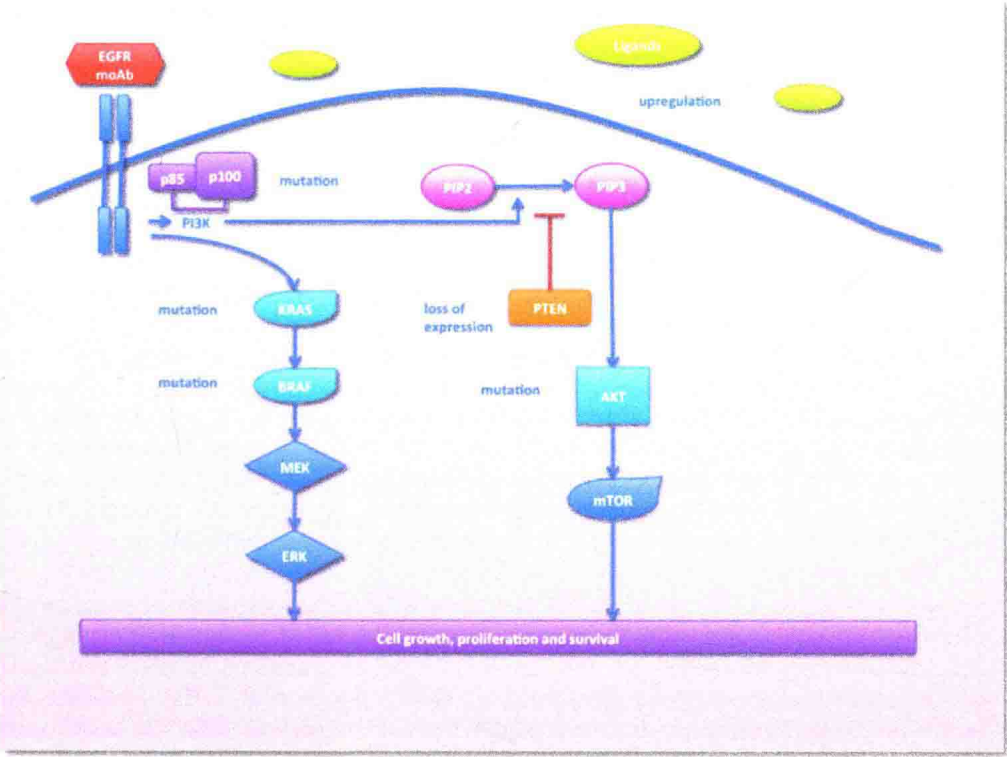 EGFR
moAb
Ligands
upregulation
p85
p100
mutation
PIP2
PIP3
PI3K
mutation
KRAS
loss of
expression
PTEN
mutation
BRAF
mutation
AKT
MEK
mTOR
ERK
Cell growth, proliferation and survival